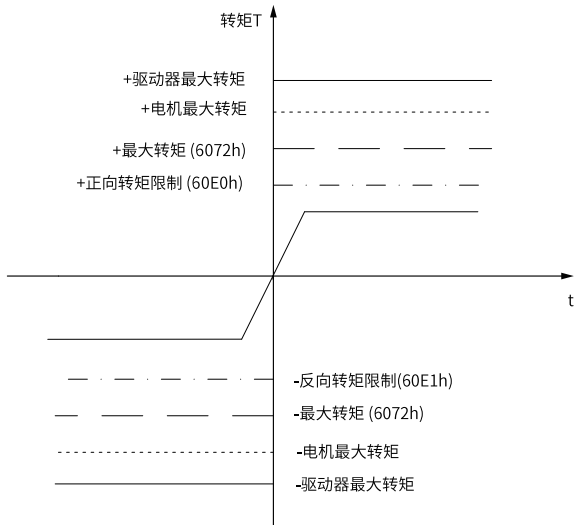 转矩T
+驱动器最大转矩
+电机最大转矩
+最大转矩 (6072h)
+正向转矩限制 (60E0h)
t
-反向转矩限制(60E1h)
-最大转矩 (6072h)
-电机最大转矩
-驱动器最大转矩